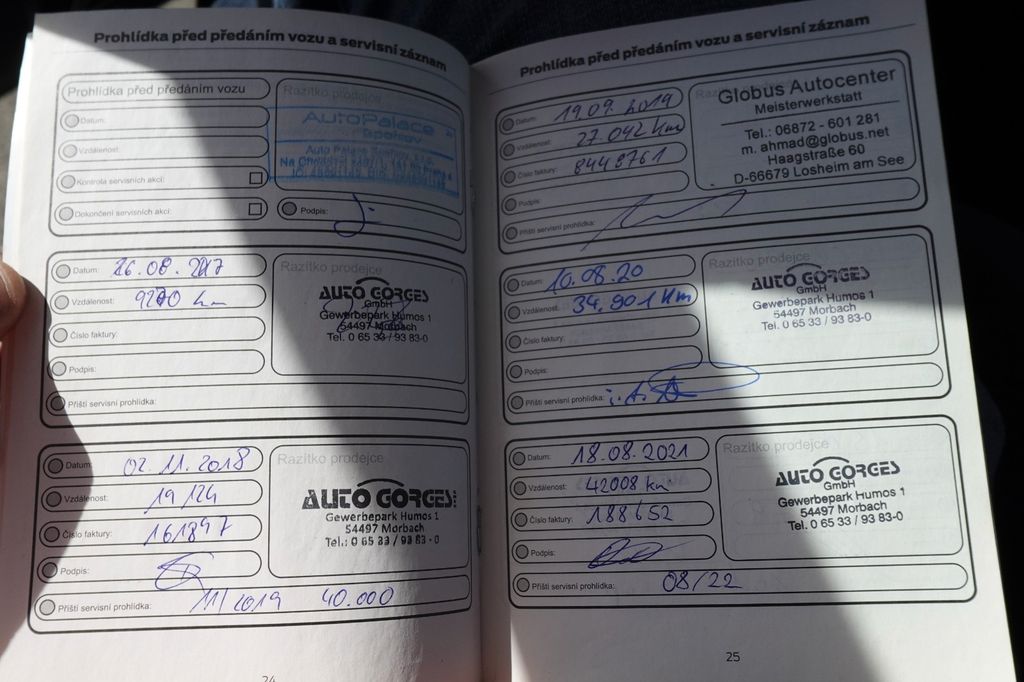 Prohlídka před předáním vozu a servisní záznam
Prohlídka před předáním vozu
Razítko prodejce
Datum:
AutoPalace
Spořilov
Vzdálenost:
Kontrola servisních akcí:
Dokončení servisních akcí:
Podpis:
Datum: 26.08.2017
Razítko prodejce
Vzdálenost: 9270 km
AUTO GÖRGES
GmbH
Gewerbepark Humos 1
54497 Morbach
Tel. 0 65 33 / 93 83-0
Číslo faktury:
Podpis:
Příští servisní prohlídka:
Datum: 02.11.2018
Razítko prodejce
Vzdálenost: 19 124
AUTO GÖRGES
Gewerbepark Humos 1
54497 Morbach
Tel.: 0 65 33 / 93 83 - 0
Číslo faktury: 161897
Podpis:
Příští servisní prohlídka: 11/2019 40.000
24
Prohlídka před předáním vozu a servisní záznam
Datum: 19.09.2019
Vzdálenost: 27 042 Km
Číslo faktury: 8448761
Globus Autocenter
Meisterwerkstatt
Tel.: 06872 - 601 281
m. ahmad@globus.net
Haagstraße 60
D-66679 Losheim am See
Podpis:
Příští servisní prohlídka:
Datum: 10.08.20
Razítko prodejce
Vzdálenost: 34.901 Km
AUTO GÖRGES
GmbH
Gewerbepark Humos 1
54497 Morbach
Tel. 0 65 33 / 93 83-0
Číslo faktury:
Podpis:
Příští servisní prohlídka: i.A.
Datum: 18.08.2021
Razítko prodejce
Vzdálenost: 42008 km
AUTO GÖRGES
GmbH
Gewerbepark Humos 1
54497 Morbach
Tel. 0 65 33 / 93 83-0
Číslo faktury: 188652
Podpis:
Příští servisní prohlídka: 08/22
25